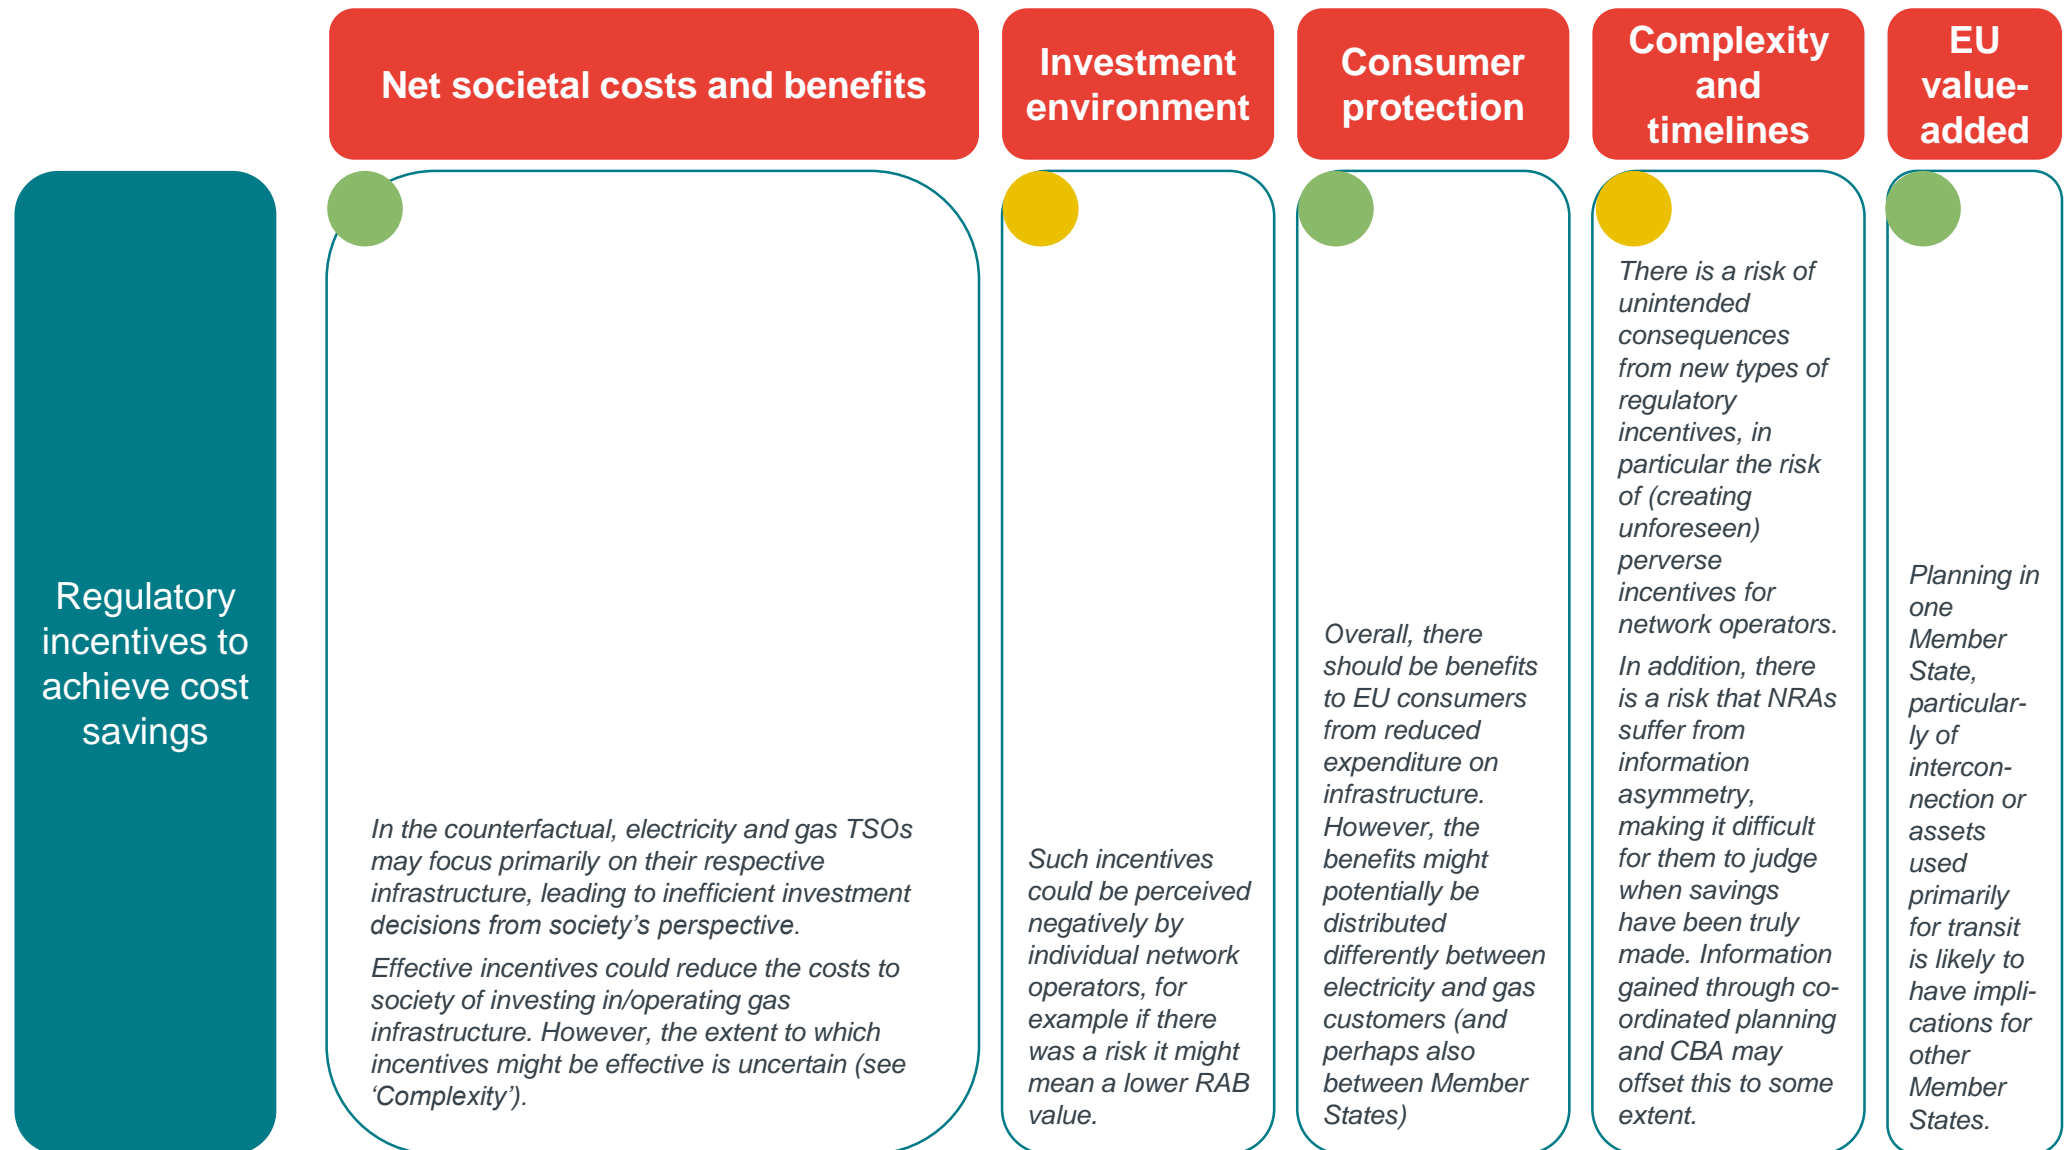 Net societal costs and benefits
Investment
environment
Consumer
protection
Complexity
and
timelines
EU
value-
added
Regulatory
incentives to
achieve cost
savings
In the counterfactual, electricity and gas TSOs
may focus primarily on their respective
infrastructure, leading to inefficient investment
decisions from society’s perspective.
Effective incentives could reduce the costs to
society of investing in/operating gas
infrastructure. However, the extent to which
incentives might be effective is uncertain (see
‘Complexity’).
Such incentives
could be perceived
negatively by
individual network
operators, for
example if there
was a risk it might
mean a lower RAB
value.
Overall, there
should be benefits
to EU consumers
from reduced
expenditure on
infrastructure.
However, the
benefits might
potentially be
distributed
differently between
electricity and gas
customers (and
perhaps also
between Member
States)
There is a risk of
unintended
consequences
from new types of
regulatory
incentives, in
particular the risk
of (creating
unforeseen)
perverse
incentives for
network operators.
In addition, there
is a risk that NRAs
suffer from
information
asymmetry,
making it difficult
for them to judge
when savings
have been truly
made. Information
gained through co-
ordinated planning
and CBA may
offset this to some
extent.
Planning in
one
Member
State,
particular-
ly of
intercon-
nection or
assets
used
primarily
for transit
is likely to
have impli-
cations for
other
Member
States.